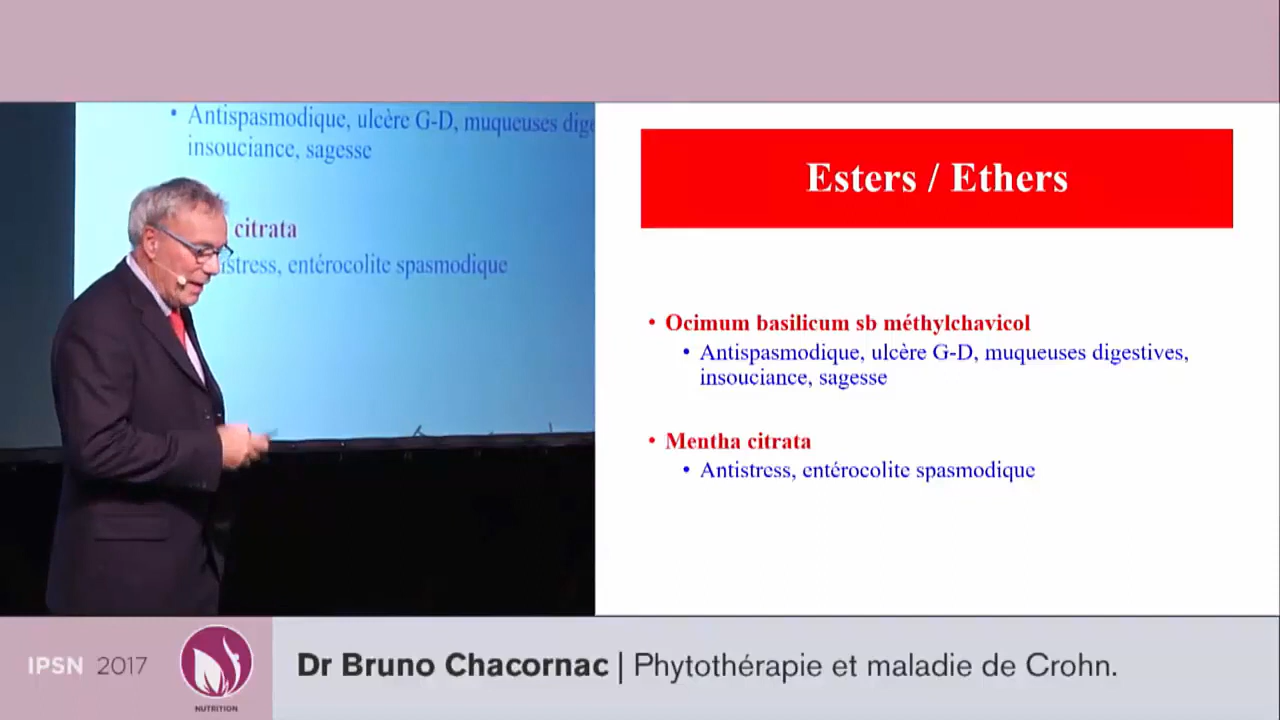 • Antispasmodique, ulcère G-D, muqueuses dige
insouciance, sagesse
citrata
stress, entérocolite spasmodique
Esters / Ethers
• Ocimum basilicum sb méthylchavicol
• Antispasmodique, ulcère G-D, muqueuses digestives,
insouciance, sagesse
• Mentha citrata
• Antistress, entérocolite spasmodique
IPSN 2017
NUTRITION
Dr Bruno Chacornac | Phytothérapie et maladie de Crohn.